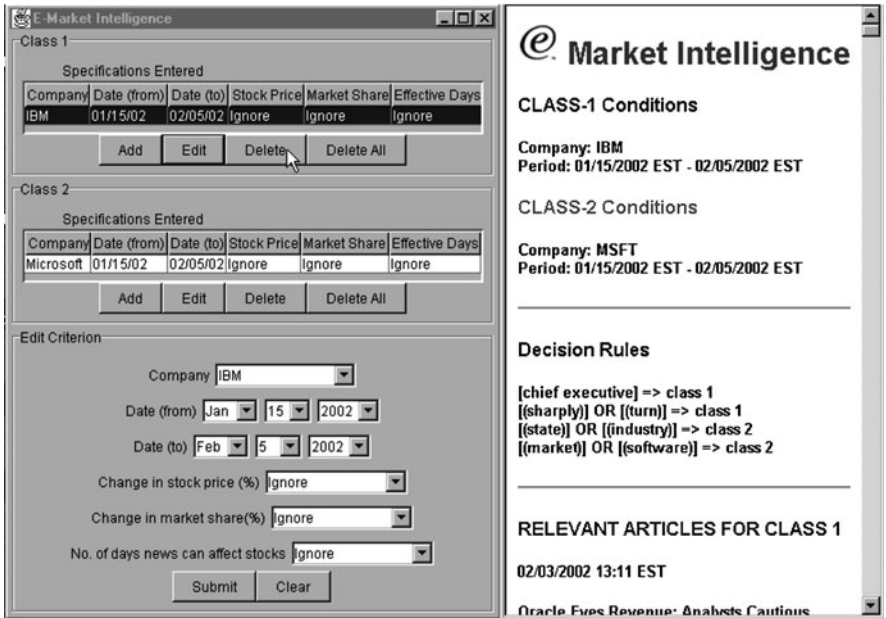 E-Market Intelligence
Class 1
Specifications Entered
Company Date (from) Date (to) Stock Price Market Share Effective Days
IBM 01/15/02 02/05/02 Ignore Ignore Ignore
Add Edit Delete Delete All
Class 2
Specifications Entered
Company Date (from) Date (to) Stock Price Market Share Effective Days
Microsoft 01/15/02 02/05/02 Ignore Ignore Ignore
Add Edit Delete Delete All
Edit Criterion
Company IBM
Date (from) Jan 15 2002
Date (to) Feb 5 2002
Change in stock price (%) Ignore
Change in market share(%) Ignore
No. of days news can affect stocks Ignore
Submit Clear
e. Market Intelligence
CLASS-1 Conditions
Company: IBM
Period: 01/15/2002 EST - 02/05/2002 EST
CLASS-2 Conditions
Company: MSFT
Period: 01/15/2002 EST - 02/05/2002 EST
Decision Rules
[chief executive] => class 1
[(sharply)] OR [(turn)] => class 1
[(state)] OR [(industry)] => class 2
[(market)] OR [(software)] => class 2
RELEVANT ARTICLES FOR CLASS 1
02/03/2002 13:11 EST
Oracle Eyes Revenue; Analysts Cautious